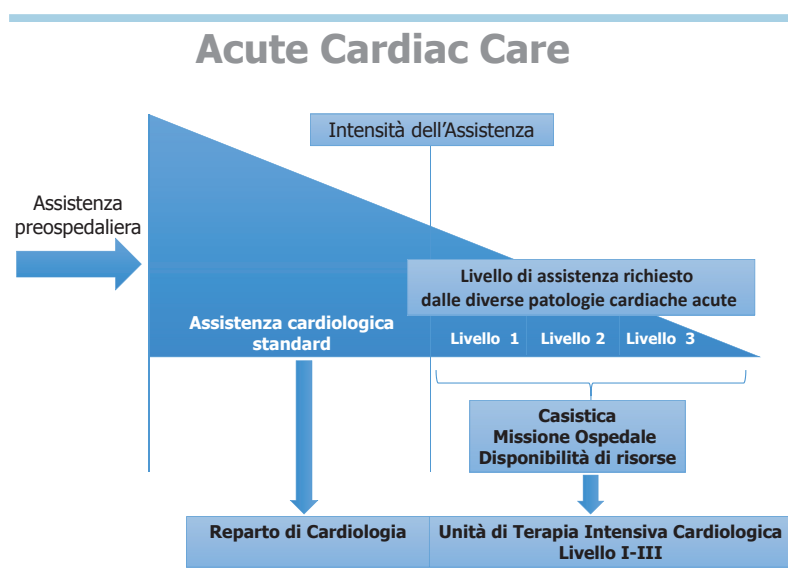 Acute Cardiac Care
Intensità dell'Assistenza
Assistenza
preospedaliera
Livello di assistenza richiesto
dalle diverse patologie cardiache acute
Assistenza cardiologica
standard
Livello 1
Livello 2
Livello 3
Casistica
Missione Ospedale
Disponibilità di risorse
Reparto di Cardiologia
Unità di Terapia Intensiva Cardiologica
Livello I-III